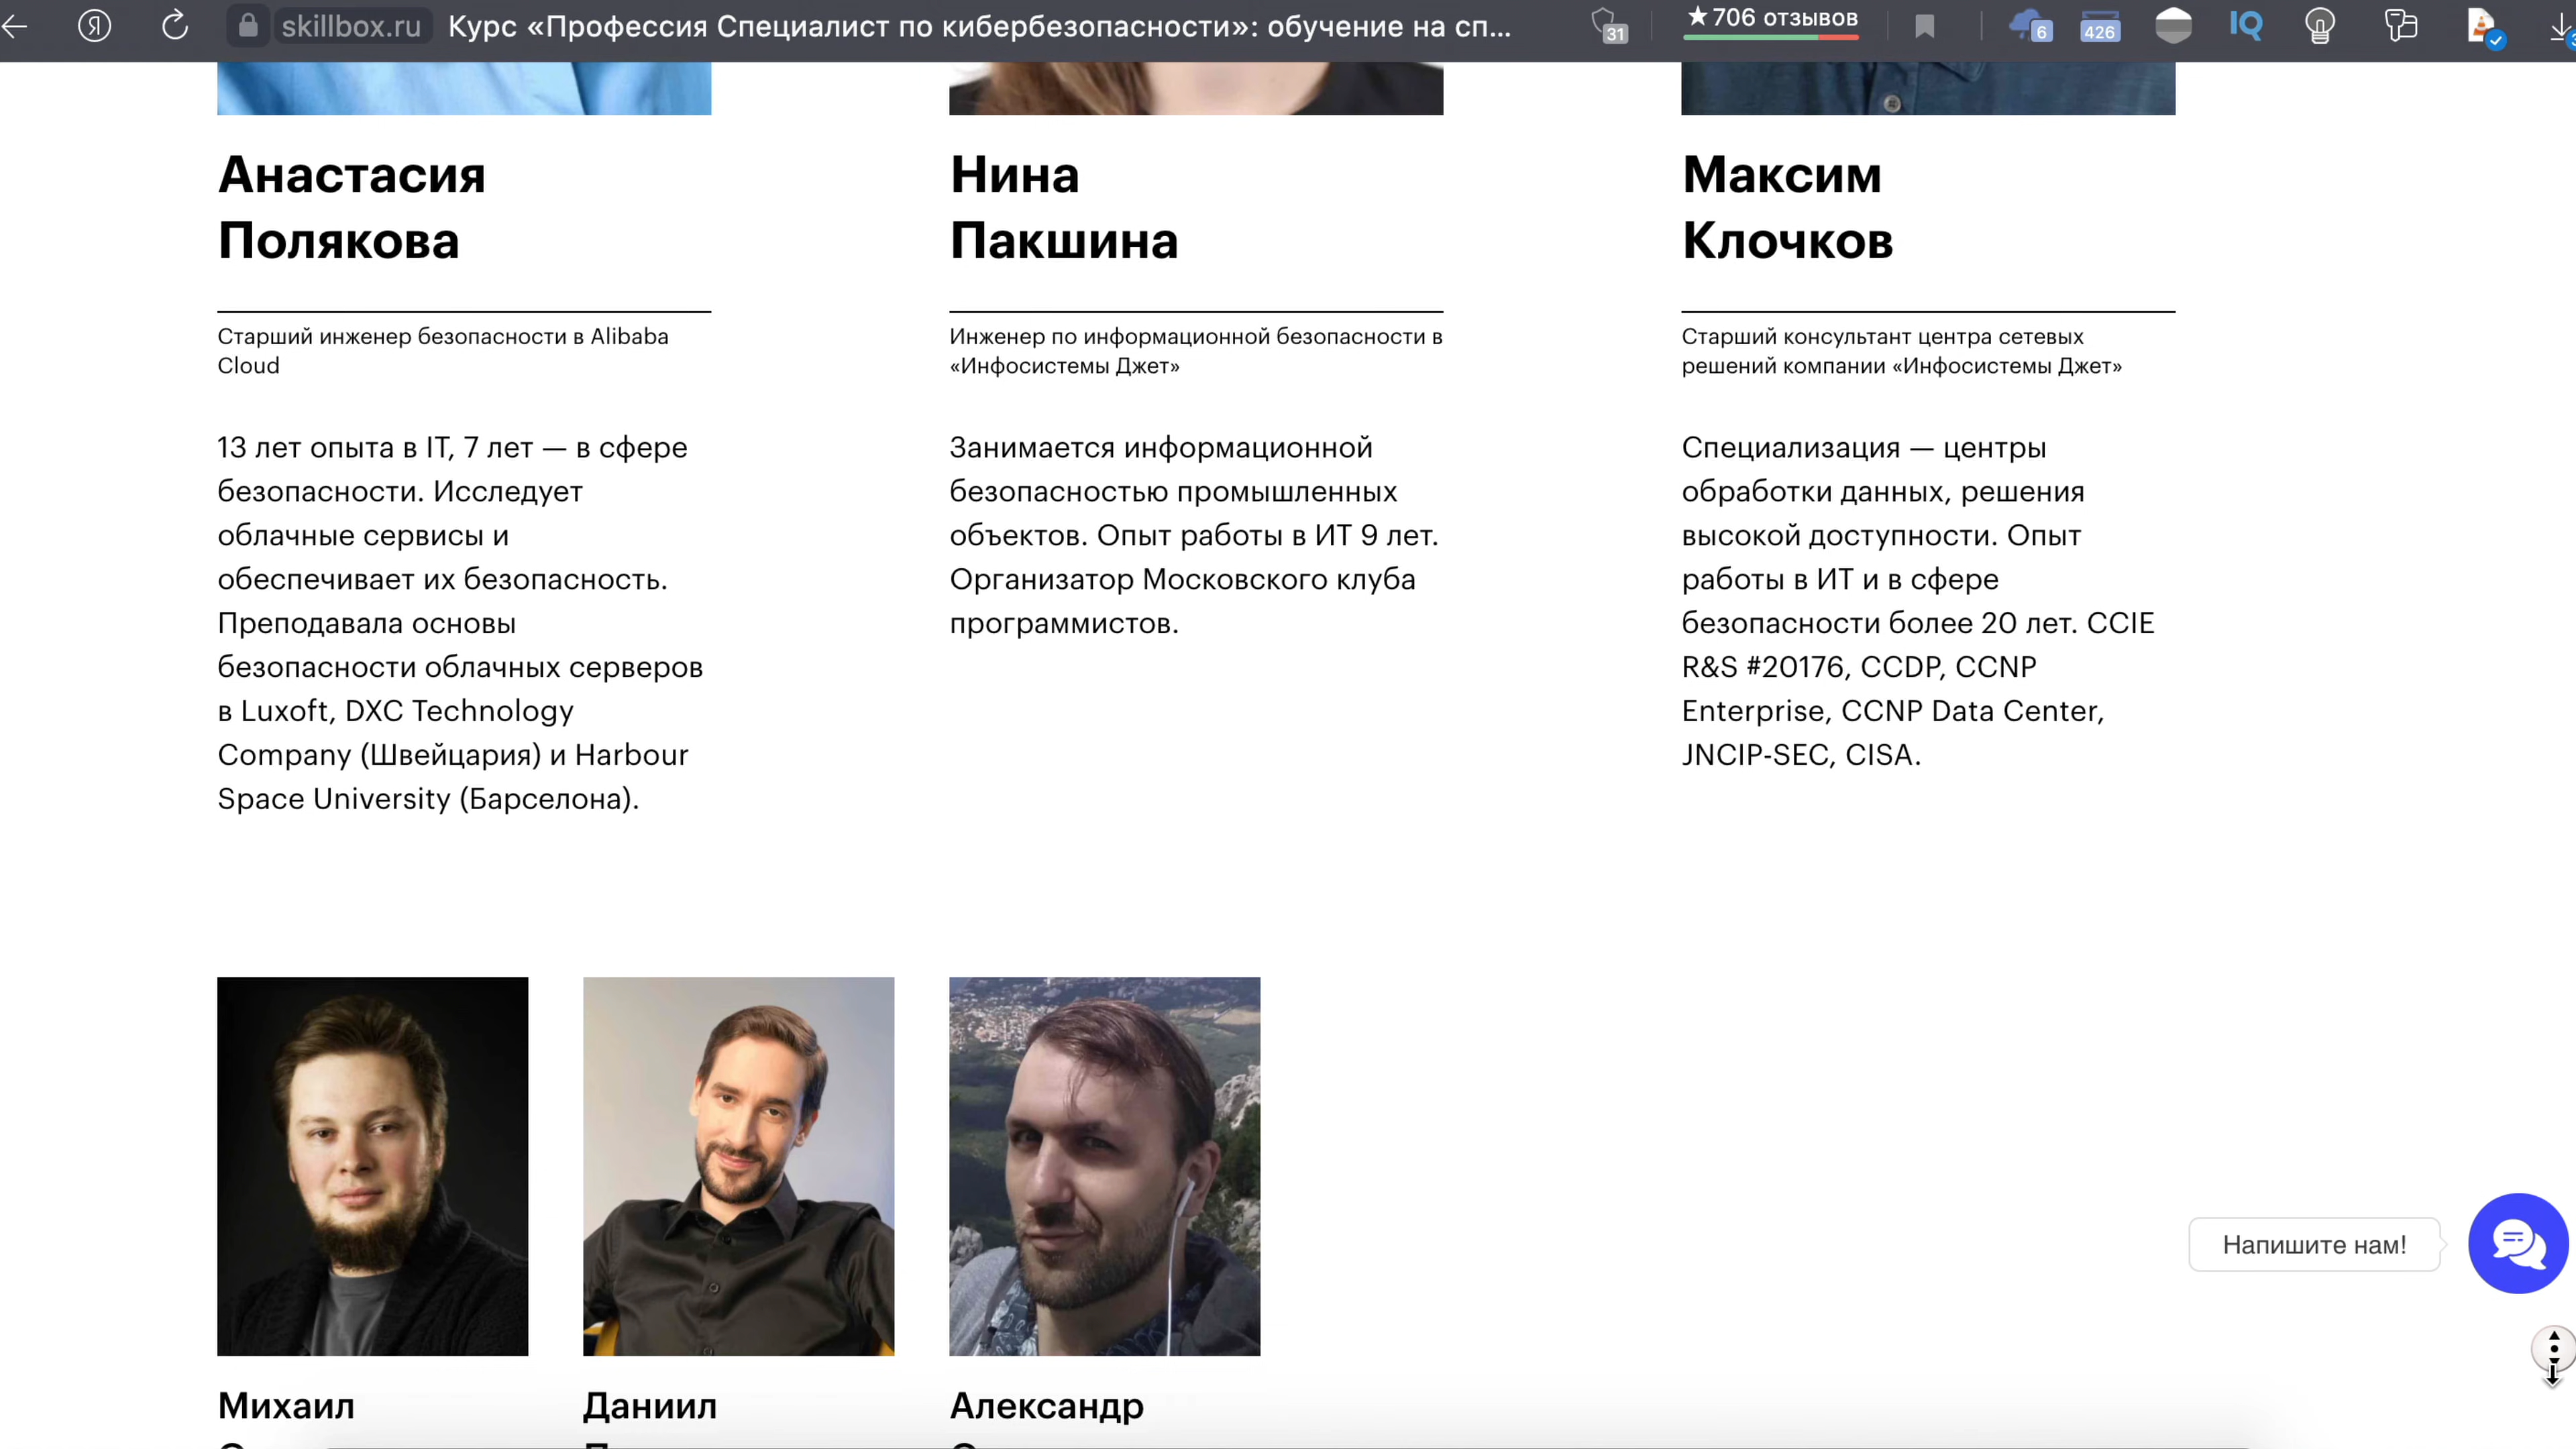 skillbox.ru Курс «Профессия Специалист по кибербезопасности»: обучение на сп... 31 ★706 отзывов 6 426 IQ
Анастасия
Полякова
Старший инженер безопасности в Alibaba
Cloud
13 лет опыта в IT, 7 лет — в сфере
безопасности. Исследует
облачные сервисы и
обеспечивает их безопасность.
Преподавала основы
безопасности облачных серверов
в Luxoft, DXC Technology
Company (Швейцария) и Harbour
Space University (Барселона).
Нина
Пакшина
Инженер по информационной безопасности в
«Инфосистемы Джет»
Занимается информационной
безопасностью промышленных
объектов. Опыт работы в ИТ 9 лет.
Организатор Московского клуба
программистов.
Максим
Клочков
Старший консультант центра сетевых
решений компании «Инфосистемы Джет»
Специализация — центры
обработки данных, решения
высокой доступности. Опыт
работы в ИТ и в сфере
безопасности более 20 лет. CCIE
R&S #20176, CCDP, CCNP
Enterprise, CCNP Data Center,
JNCIP-SEC, CISA.
Михаил
Даниил
Александр
Напишите нам!